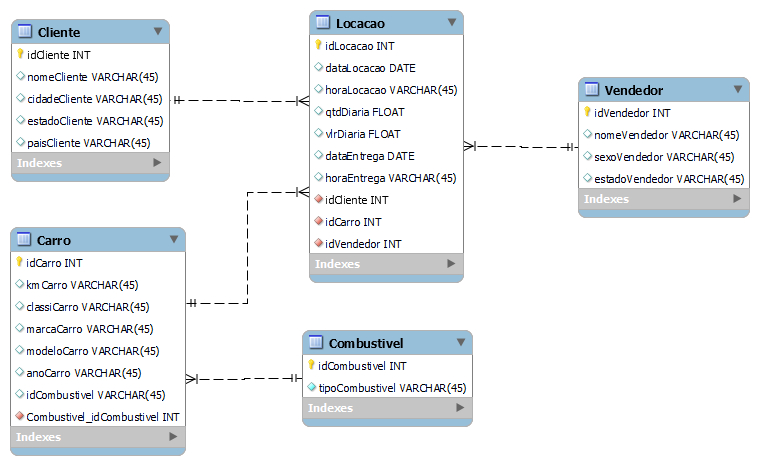 Cliente
idCliente INT
nomeCliente VARCHAR(45)
cidadeCliente VARCHAR(45)
estadoCliente VARCHAR(45)
paisCliente VARCHAR(45)
Indexes
Locacao
idLocacao INT
dataLocacao DATE
horaLocacao VARCHAR(45)
qtdDiaria FLOAT
vlrDiaria FLOAT
dataEntrega DATE
horaEntrega VARCHAR(45)
idCliente INT
idCarro INT
idVendedor INT
Indexes
Vendedor
idVendedor INT
nomeVendedor VARCHAR(45)
sexoVendedor VARCHAR(45)
estadoVendedor VARCHAR(45)
Indexes
Carro
idCarro INT
kmCarro VARCHAR(45)
classiCarro VARCHAR(45)
marcaCarro VARCHAR(45)
modeloCarro VARCHAR(45)
anoCarro VARCHAR(45)
idCombustivel VARCHAR(45)
Combustivel_idCombustivel INT
Indexes
Combustivel
idCombustivel INT
tipoCombustivel VARCHAR(45)
Indexes